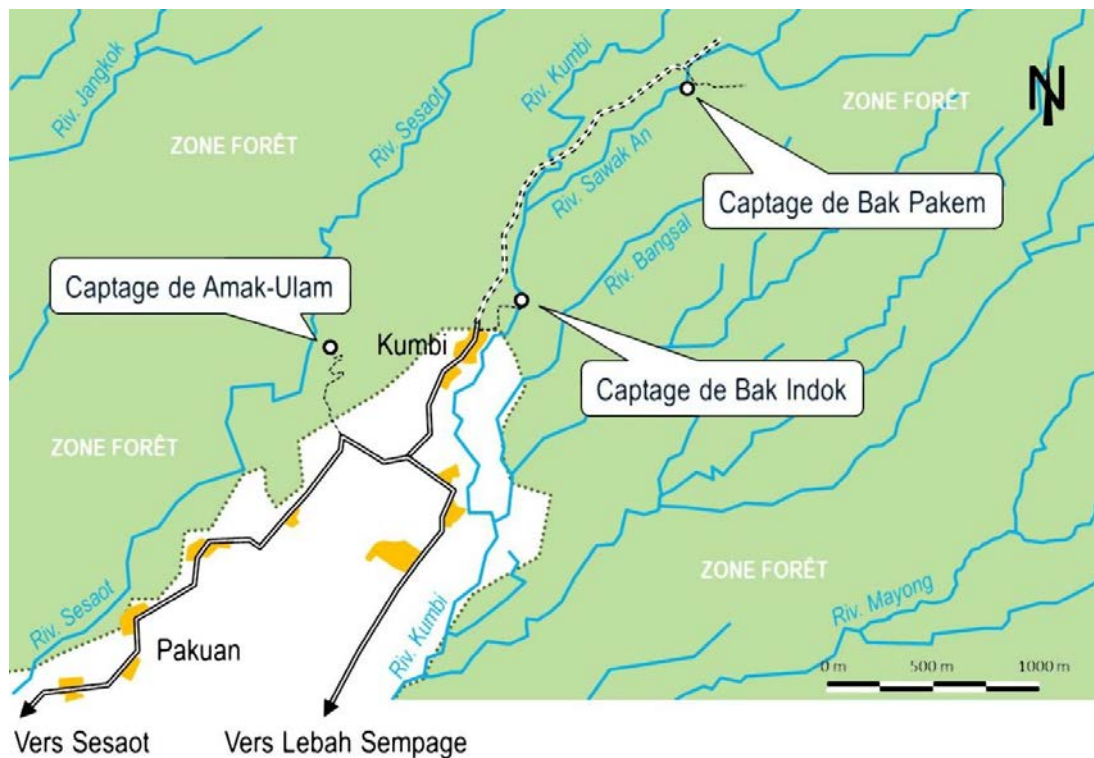 Riv. Jangkok
Riv. Sesaot
Riv. Kumbi
N
ZONE FORÊT
ZONE FORÊT
Riv. Sawak An
Captage de Bak Pakem
Riv. Bangsal
Captage de Amak-Ulam
Kumbi
Captage de Bak Indok
ZONE FORÊT
ZONE FORÊT
Riv. Mayong
Riv. Sesaot
Pakuan
Riv. Kumbi
0 m 500 m 1000 m
Vers Sesaot
Vers Lebah Sempage